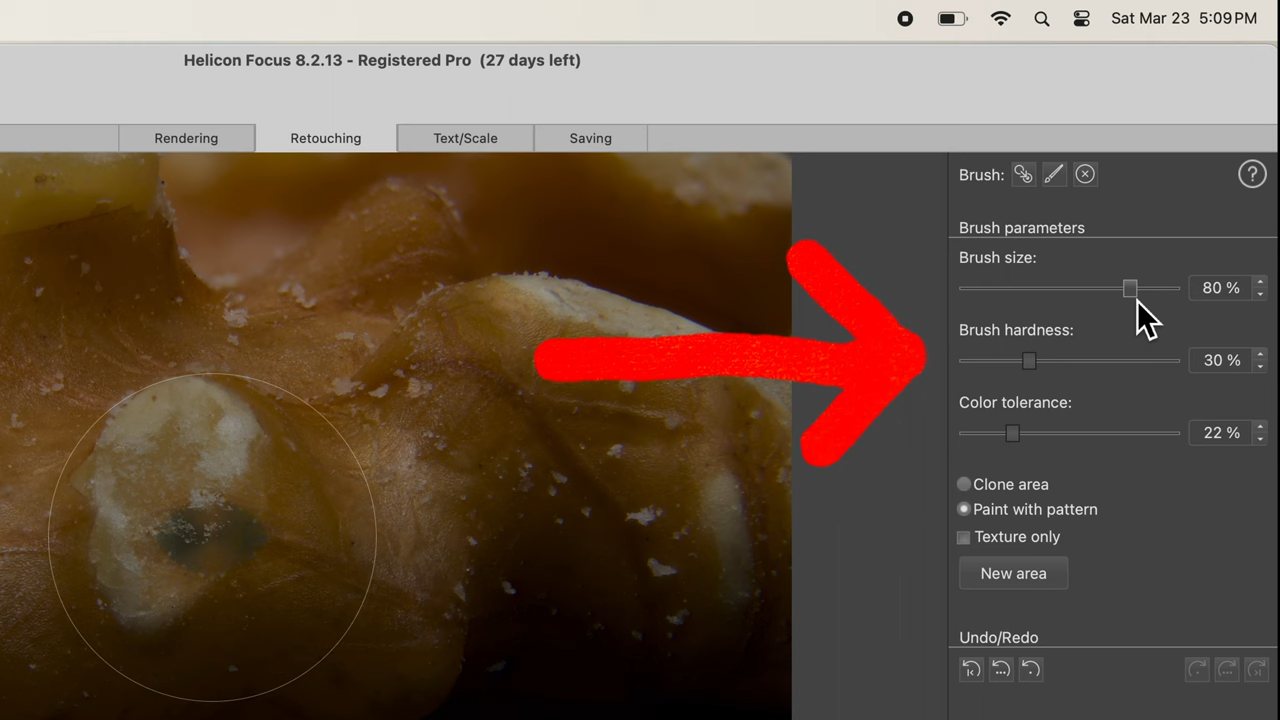 Sat Mar 23 5:09 PM
Helicon Focus 8.2.13 - Registered Pro (27 days left)
Rendering
Retouching
Text/Scale
Saving
Brush:
?
Brush parameters
Brush size:
80 %
Brush hardness:
30 %
Color tolerance:
22 %
Clone area
Paint with pattern
Texture only
New area
Undo/Redo